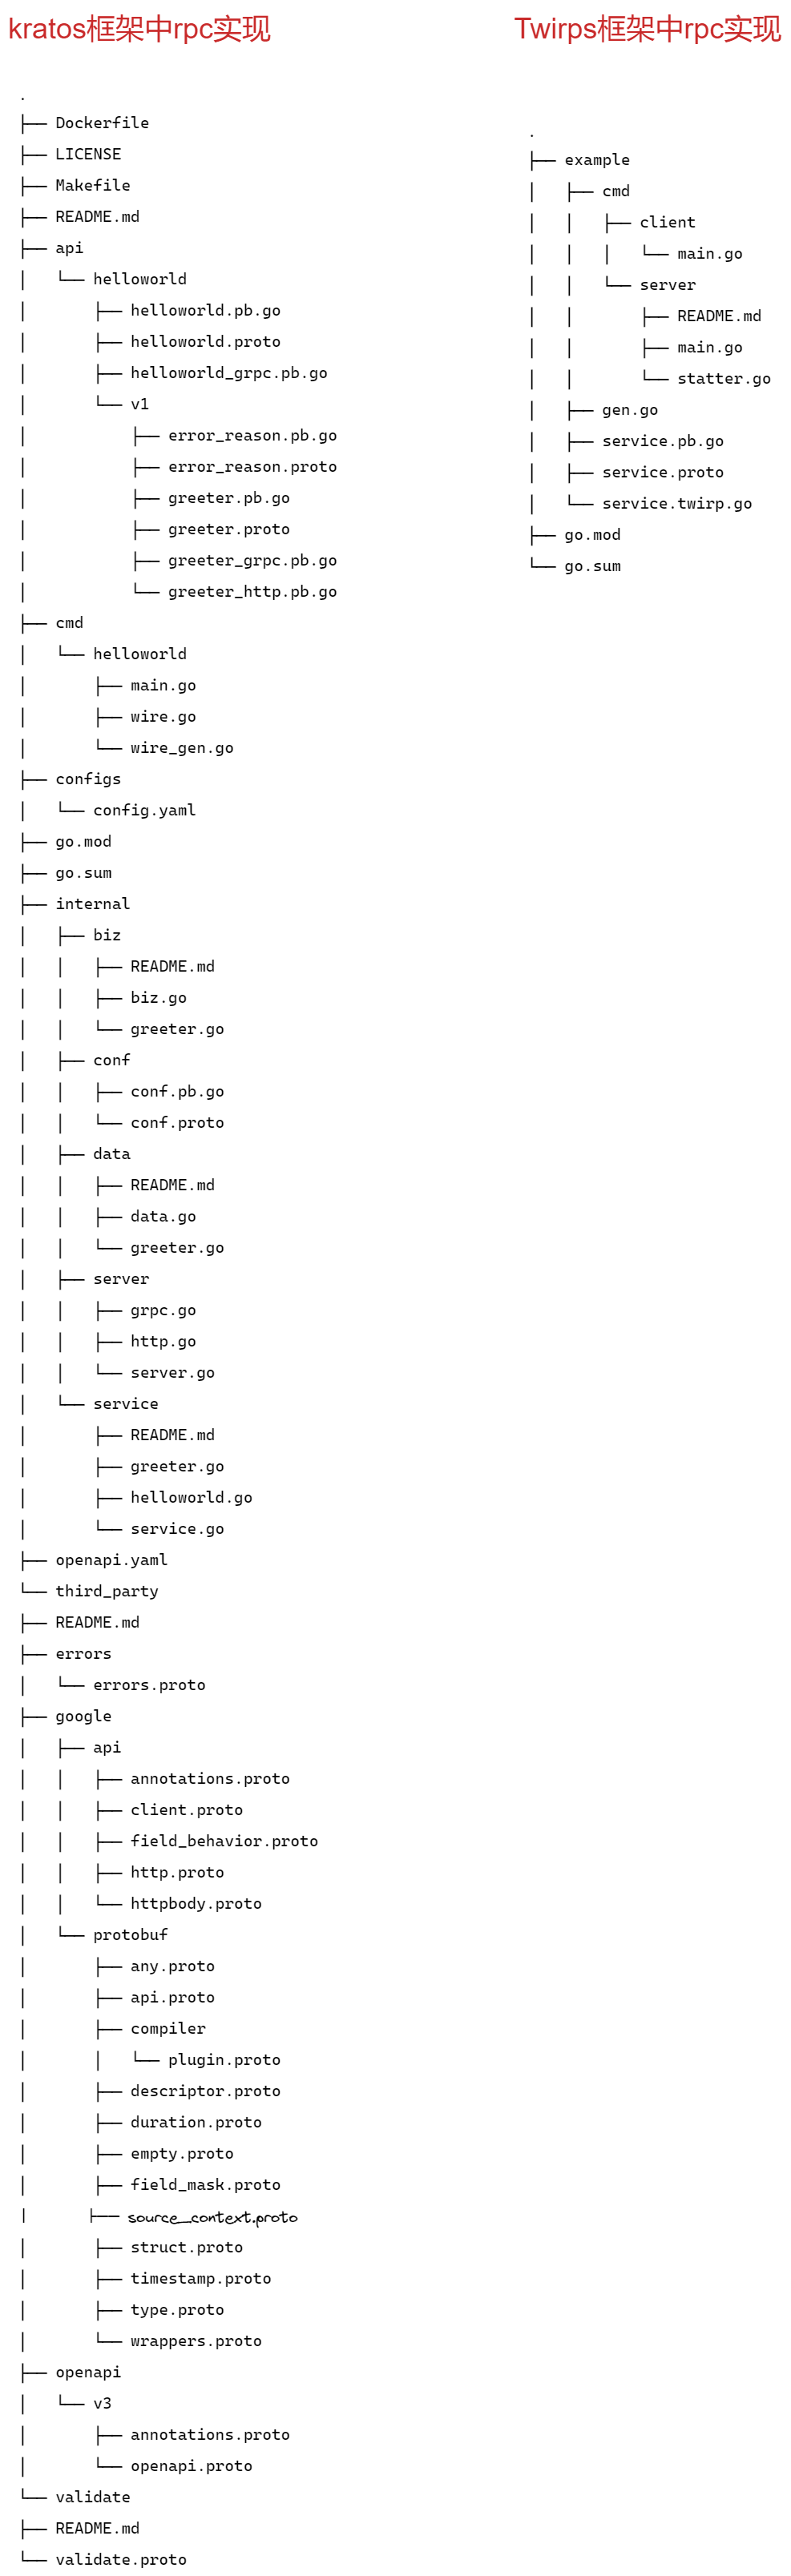 kratos框架中rpc实现
.
├── Dockerfile
├── LICENSE
├── Makefile
├── README.md
├── api
│   └── helloworld
│       ├── helloworld.pb.go
│       ├── helloworld.proto
│       ├── helloworld_grpc.pb.go
│       └── v1
│           ├── error_reason.pb.go
│           ├── error_reason.proto
│           ├── greeter.pb.go
│           ├── greeter.proto
│           ├── greeter_grpc.pb.go
│           └── greeter_http.pb.go
├── cmd
│   └── helloworld
│       ├── main.go
│       ├── wire.go
│       └── wire_gen.go
├── configs
│   └── config.yaml
├── go.mod
├── go.sum
├── internal
│   ├── biz
│   │   ├── README.md
│   │   ├── biz.go
│   │   └── greeter.go
│   ├── conf
│   │   ├── conf.pb.go
│   │   └── conf.proto
│   ├── data
│   │   ├── README.md
│   │   ├── data.go
│   │   └── greeter.go
│   ├── server
│   │   ├── grpc.go
│   │   ├── http.go
│   │   └── server.go
│   └── service
│       ├── README.md
│       ├── greeter.go
│       ├── helloworld.go
│       └── service.go
├── openapi.yaml
└── third_party
├── README.md
├── errors
│   └── errors.proto
├── google
│   ├── api
│   │   ├── annotations.proto
│   │   ├── client.proto
│   │   ├── field_behavior.proto
│   │   ├── http.proto
│   │   └── httpbody.proto
│   └── protobuf
│       ├── any.proto
│       ├── api.proto
│       ├── compiler
│       │   └── plugin.proto
│       ├── descriptor.proto
│       ├── duration.proto
│       ├── empty.proto
│       ├── field_mask.proto
│       ├── source_context.proto
│       ├── struct.proto
│       ├── timestamp.proto
│       ├── type.proto
│       └── wrappers.proto
├── openapi
│   └── v3
│       ├── annotations.proto
│       └── openapi.proto
└── validate
├── README.md
└── validate.proto
Twirps框架中rpc实现
.
├── example
│   ├── cmd
│   │   ├── client
│   │   │   └── main.go
│   │   └── server
│   │       ├── README.md
│   │       ├── main.go
│   │       └── statter.go
│   ├── gen.go
│   ├── service.pb.go
│   ├── service.proto
│   └── service.twirp.go
├── go.mod
└── go.sum